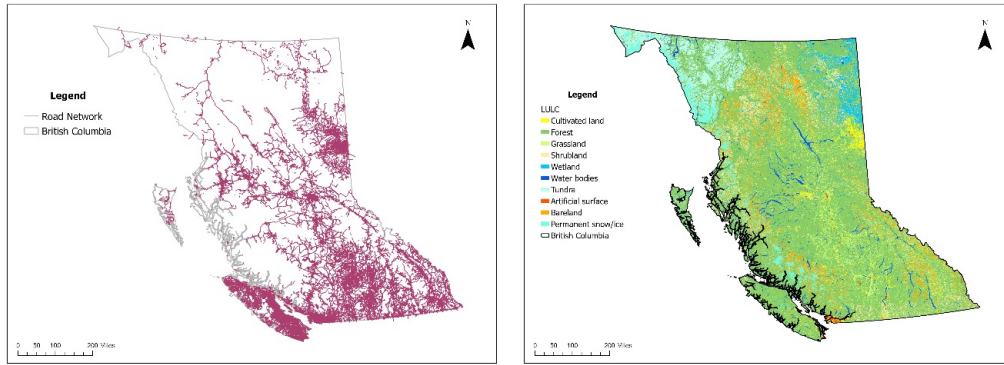 N
Legend
Road Network
British Columbia
0 50 100 200 Miles
N
Legend
LULC
Cultivated land
Forest
Grassland
Shrubland
Wetland
Water bodies
Tundra
Artificial surface
Bareland
Permanent snow/ice
British Columbia
0 50 100 200 Miles